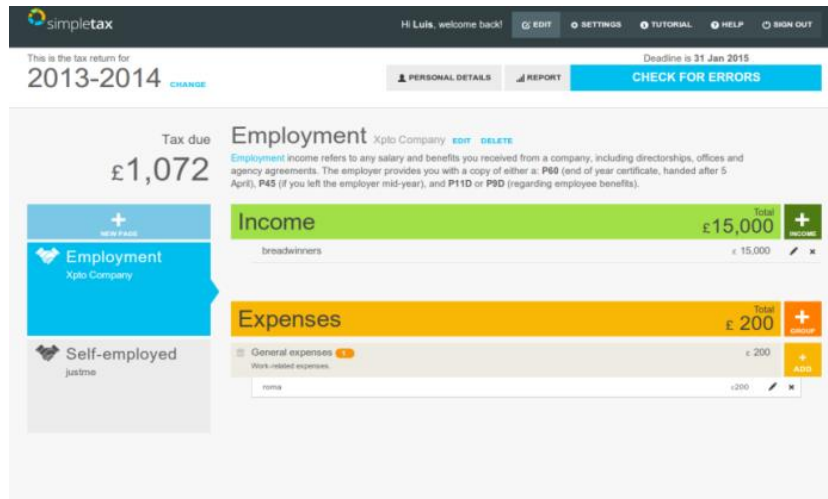 simpletax
Hi Luis, welcome back!
EDIT
SETTINGS
TUTORIAL
HELP
SIGN OUT
This is the tax return for
2013-2014 CHANGE
PERSONAL DETAILS
REPORT
Deadline is 31 Jan 2015
CHECK FOR ERRORS
Tax due
£1,072
Employment Xpto Company EDIT DELETE
Employment income refers to any salary and benefits you received from a company, including directorships, offices and
agency agreements. The employer provides you with a copy of either a: P60 (end of year certificate, handed after 5
April), P45 (if you left the employer mid-year), and P11D or P9D (regarding employee benefits).
+
NEW PAGE
Employment
Xpto Company
Self-employed
justme
Income
Total
£15,000
+
INCOME
breadwinners £ 15,000
Expenses
Total
£ 200
+
GROUP
General expenses 1 £ 200
Work-related expenses.
+
ADD
roma £200